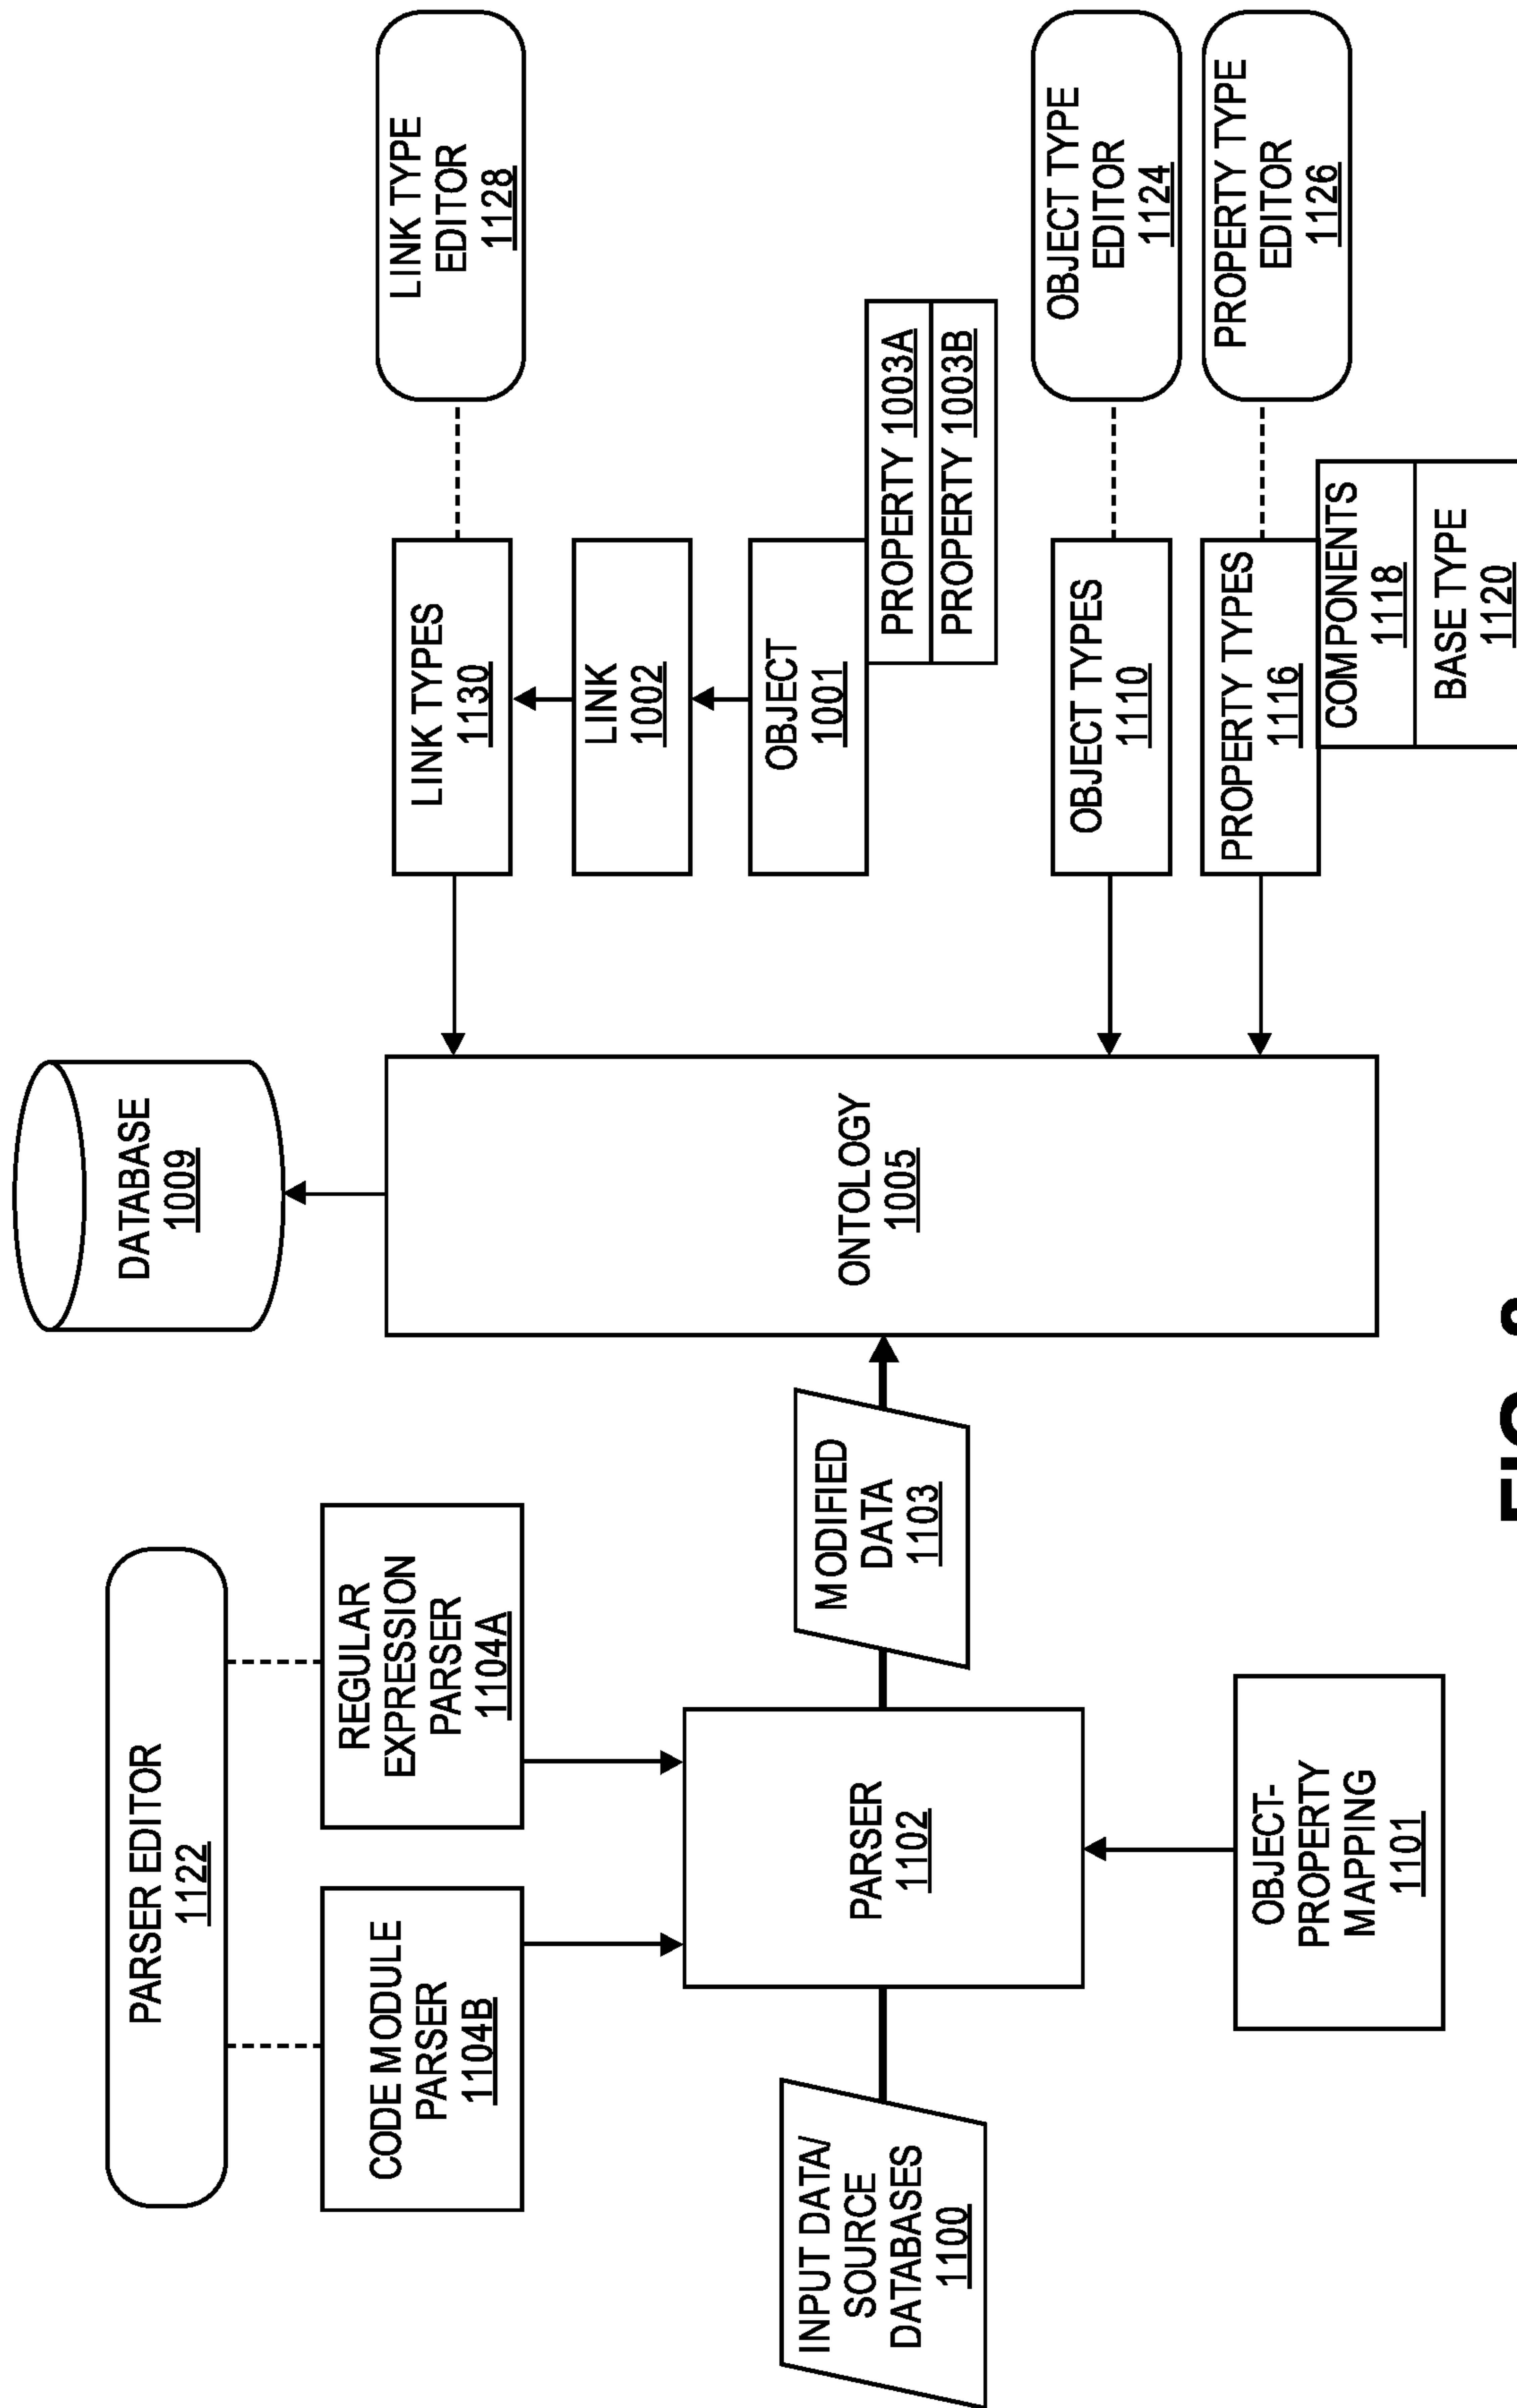 PARSER EDITOR
1122
CODE MODULE
PARSER
1104B
REGULAR
EXPRESSION
PARSER
1104A
DATABASE
1009
LINK TYPES
1130
LINK TYPE
EDITOR
1128
LINK
1002
OBJECT
1001
PROPERTY 1003A
PROPERTY 1003B
INPUT DATA/
SOURCE
DATABASES
1100
PARSER
1102
MODIFIED
DATA
1103
ONTOLOGY
1005
OBJECT TYPES
1110
OBJECT TYPE
EDITOR
1124
OBJECT-
PROPERTY
MAPPING
1101
PROPERTY TYPES
1116
PROPERTY TYPE
EDITOR
1126
COMPONENTS
1118
BASE TYPE
1120
FIG.